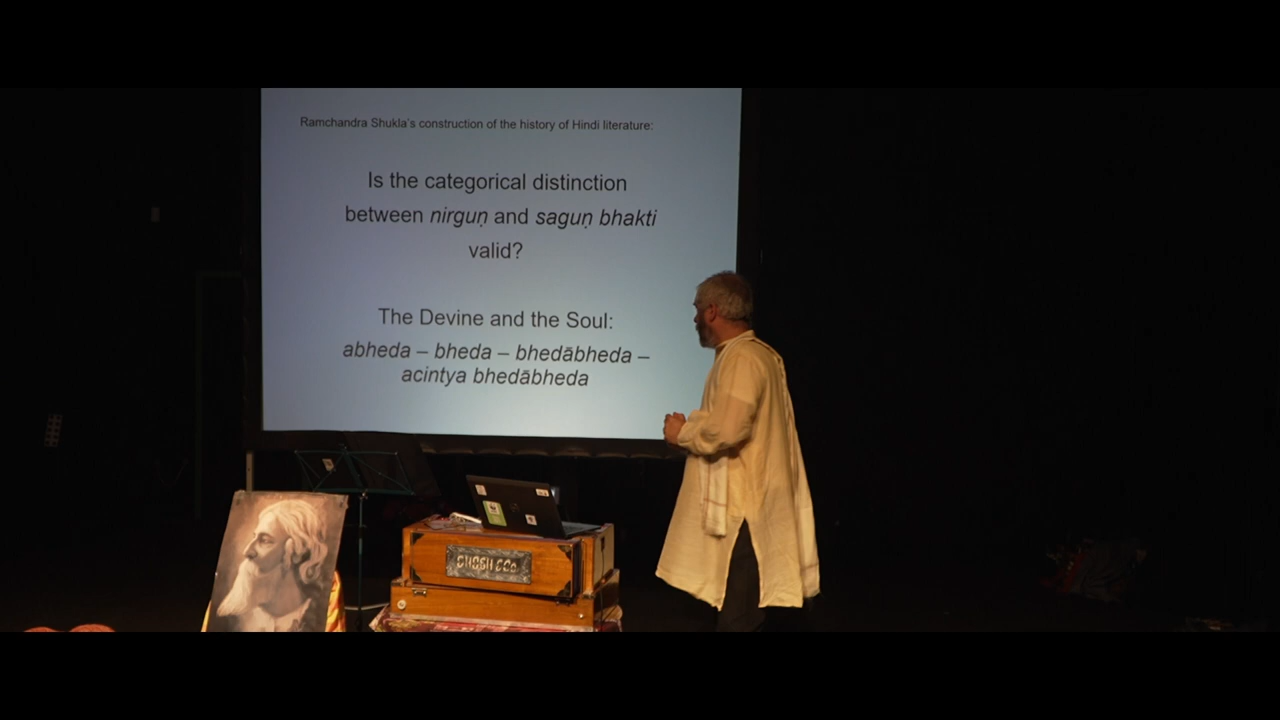 Ramchandra Shukla's construction of the history of Hindi literature:
Is the categorical distinction
between nirguṇ and saguṇ bhakti
valid?
The Devine and the Soul:
abheda – bheda – bhedābheda –
acintya bhedābheda